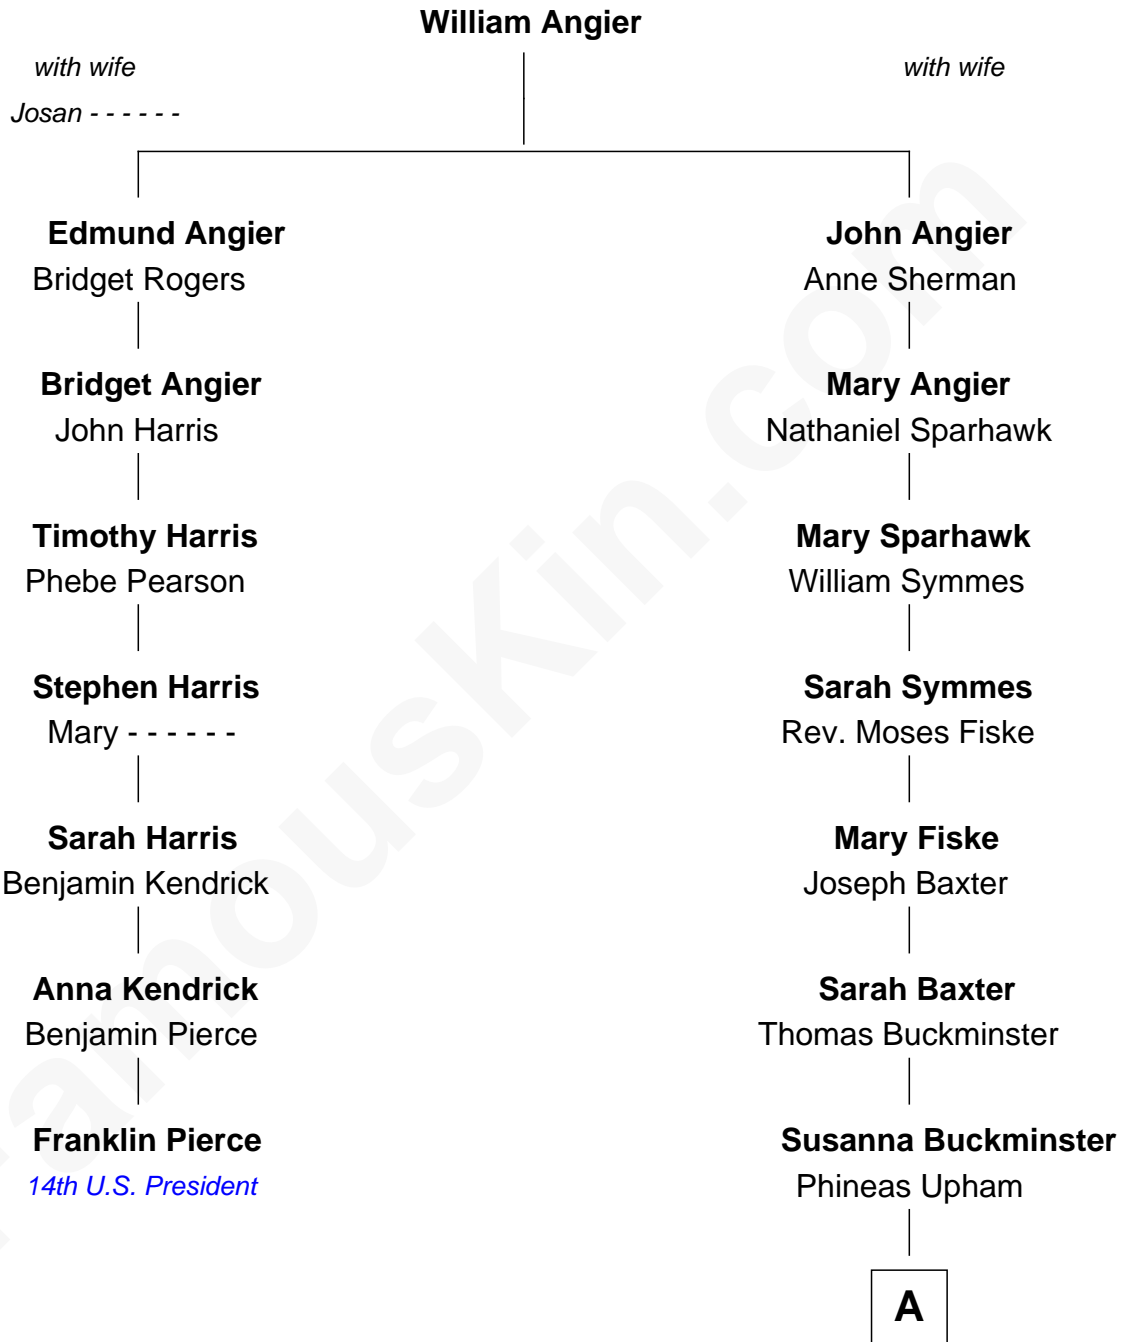 William Angier
with wife
with wife
Josan - - - - - -
Edmund Angier
John Angier
Bridget Rogers
Anne Sherman
Bridget Angier
Mary Angier
John Harris
Nathaniel Sparhawk
Timothy Harris
Mary Sparhawk
Phebe Pearson
William Symmes
Stephen Harris
Sarah Symmes
Mary - - - - - -
Rev. Moses Fiske
Sarah Harris
Mary Fiske
Benjamin Kendrick
Joseph Baxter
Anna Kendrick
Sarah Baxter
Benjamin Pierce
Thomas Buckminster
Franklin Pierce
Susanna Buckminster
14th U.S. President
Phineas Upham
A
FamousKin.com